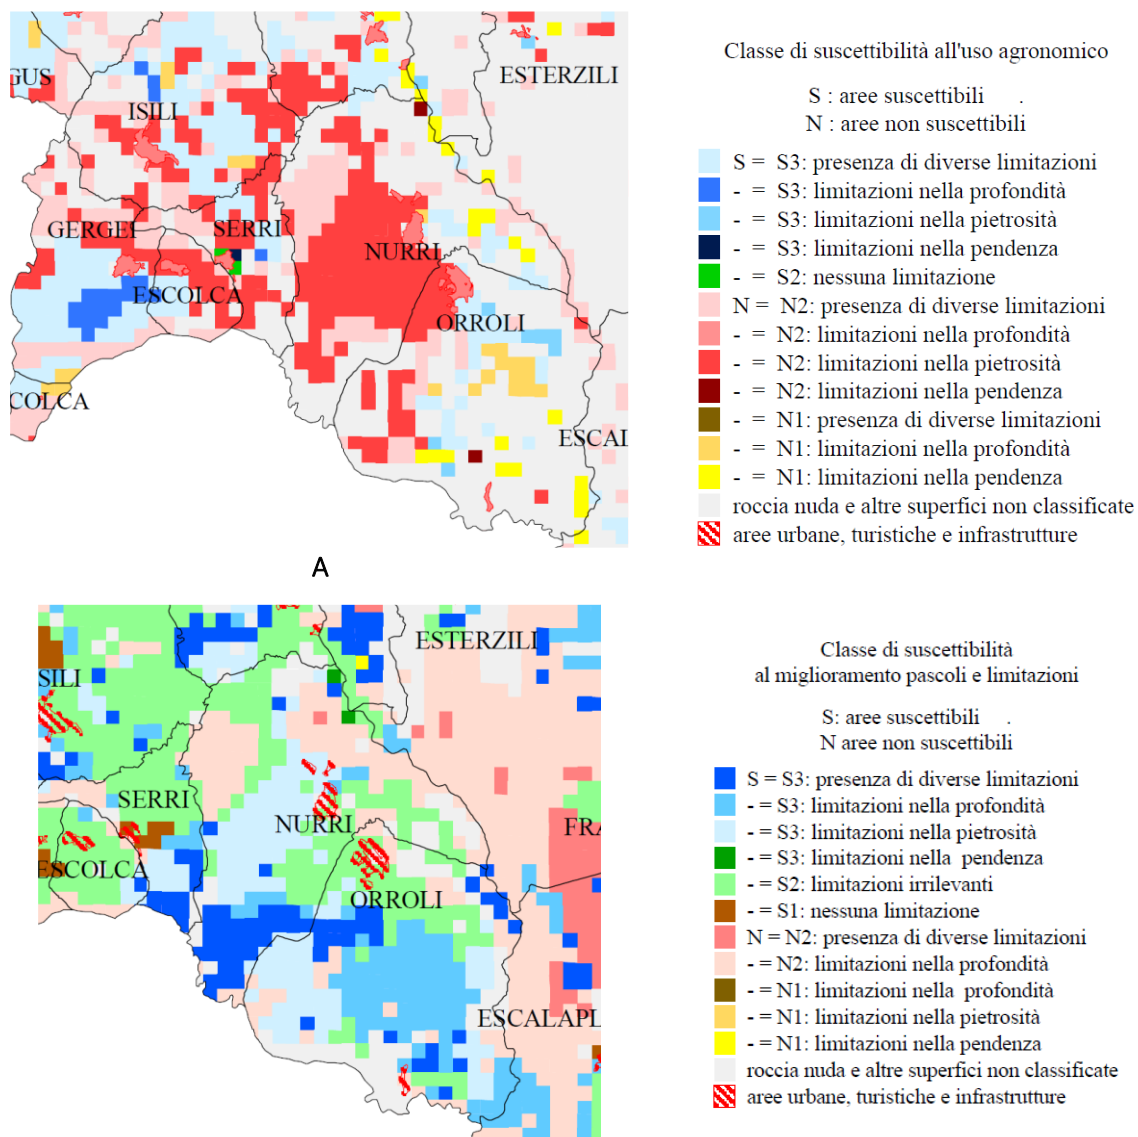 GUS
ISILI
ESTERZILI
GERGEI
SERRI
NURRI
ESCOLCA
ORROLI
COLCA
ESCAL
Classe di suscettibilità all'uso agronomico
S : aree suscettibili .
N : aree non suscettibili
S = S3: presenza di diverse limitazioni
- = S3: limitazioni nella profondità
- = S3: limitazioni nella pietrosità
- = S3: limitazioni nella pendenza
- = S2: nessuna limitazione
N = N2: presenza di diverse limitazioni
- = N2: limitazioni nella profondità
- = N2: limitazioni nella pietrosità
- = N2: limitazioni nella pendenza
- = N1: presenza di diverse limitazioni
- = N1: limitazioni nella profondità
- = N1: limitazioni nella pendenza
roccia nuda e altre superfici non classificate
aree urbane, turistiche e infrastrutture
A
ESTERZILI
SILI
SERRI
NURRI
FRA
ESCOLCA
ORROLI
ESCALAPL
Classe di suscettibilità
al miglioramento pascoli e limitazioni
S: aree suscettibili .
N aree non suscettibili
S = S3: presenza di diverse limitazioni
- = S3: limitazioni nella profondità
- = S3: limitazioni nella pietrosità
- = S3: limitazioni nella pendenza
- = S2: limitazioni irrilevanti
- = S1: nessuna limitazione
N = N2: presenza di diverse limitazioni
- = N2: limitazioni nella profondità
- = N1: limitazioni nella profondità
- = N1: limitazioni nella pietrosità
- = N1: limitazioni nella pendenza
roccia nuda e altre superfici non classificate
aree urbane, turistiche e infrastrutture